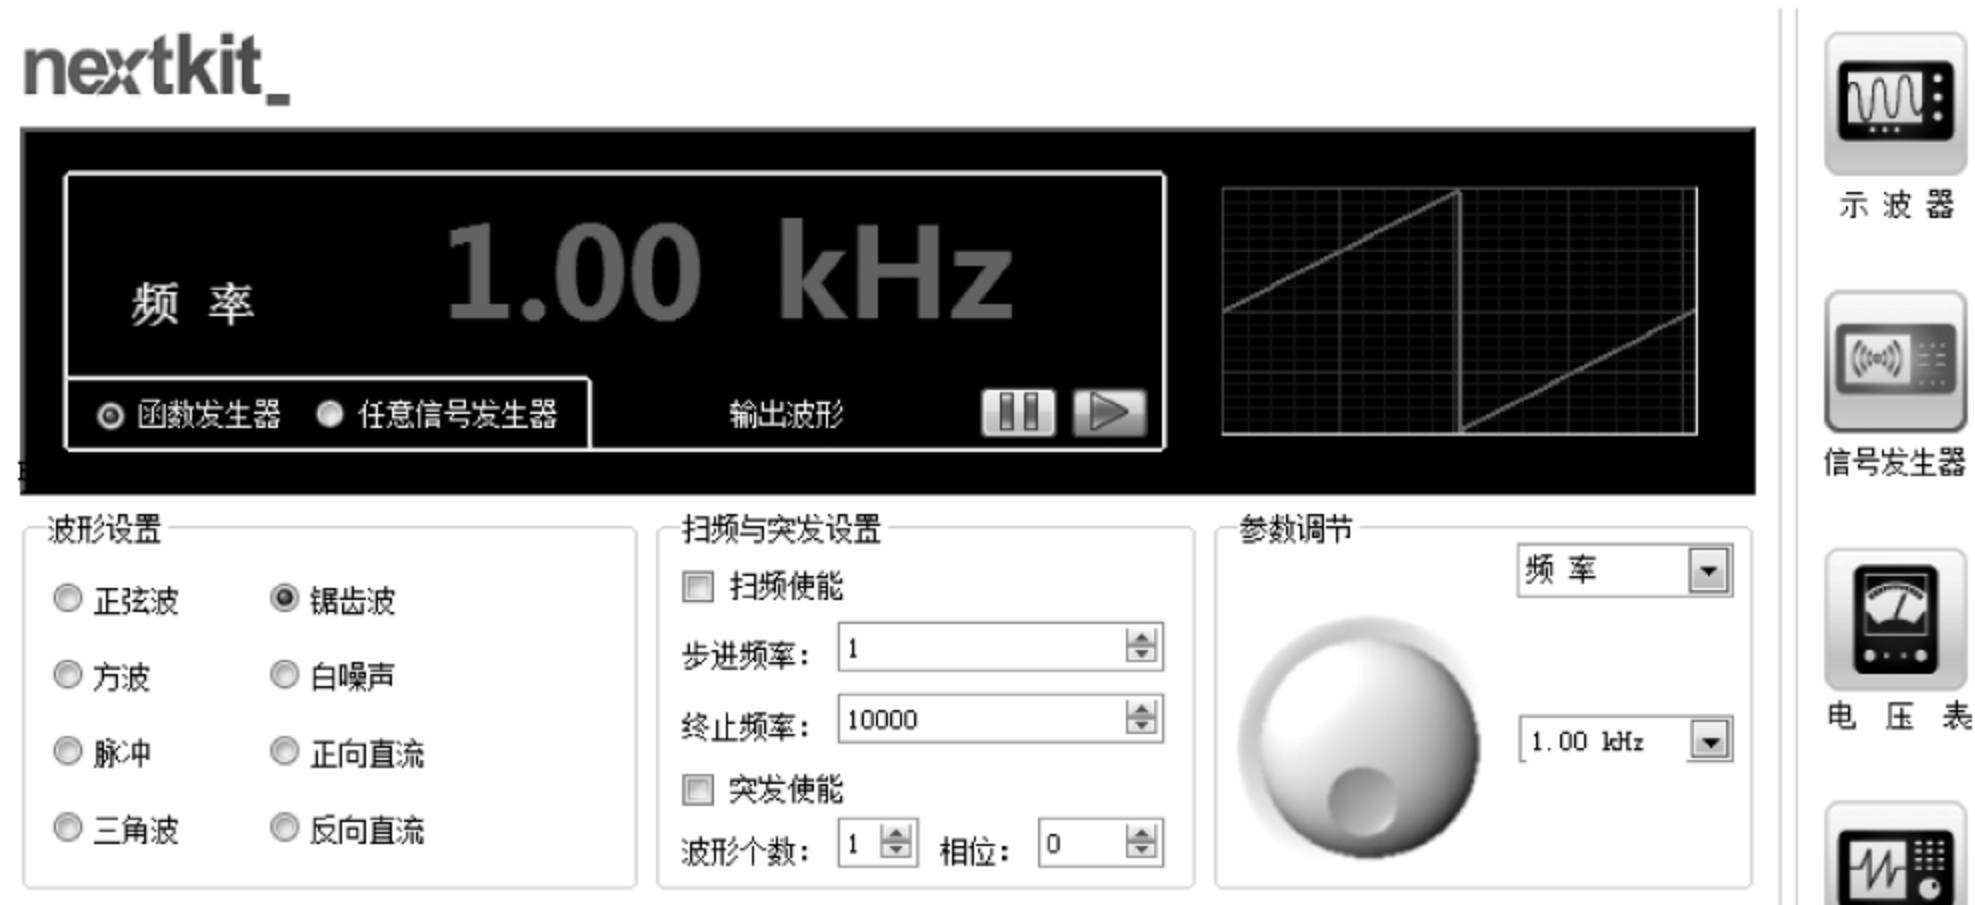 nextkit_
示 波 器
频 率 1.00 kHz
函数发生器 任意信号发生器 输出波形
信号发生器
波形设置
正弦波 锯齿波
方波 白噪声
脉冲 正向直流
三角波 反向直流
扫频与突发设置
扫频使能
步进频率: 1
终止频率: 10000
突发使能
波形个数: 1 相位: 0
参数调节
频 率
1.00 kHz
电 压 表